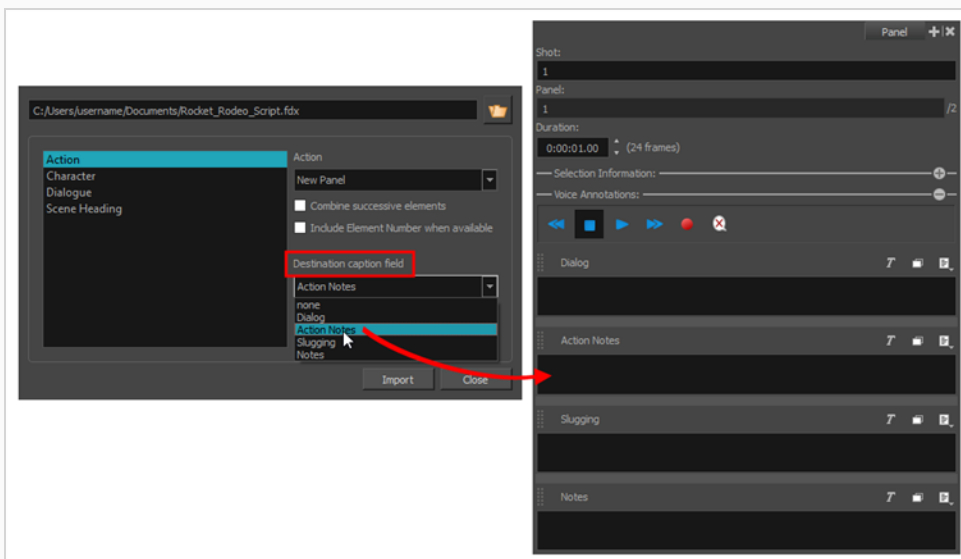 C:/Users/username/Documents/Rocket_Rodeo_Script.fdx
Action
Character
Dialogue
Scene Heading
Action
New Panel
Combine successive elements
Include Element Number when available
Destination caption field
Action Notes
none
Dialog
Action Notes
Slugging
Notes
Import
Close
Panel
Shot:
1
Panel:
1
/2
Duration:
0:00:01.00
(24 frames)
Selection Information:
Voice Annotations:
Dialog
Action Notes
Slugging
Notes